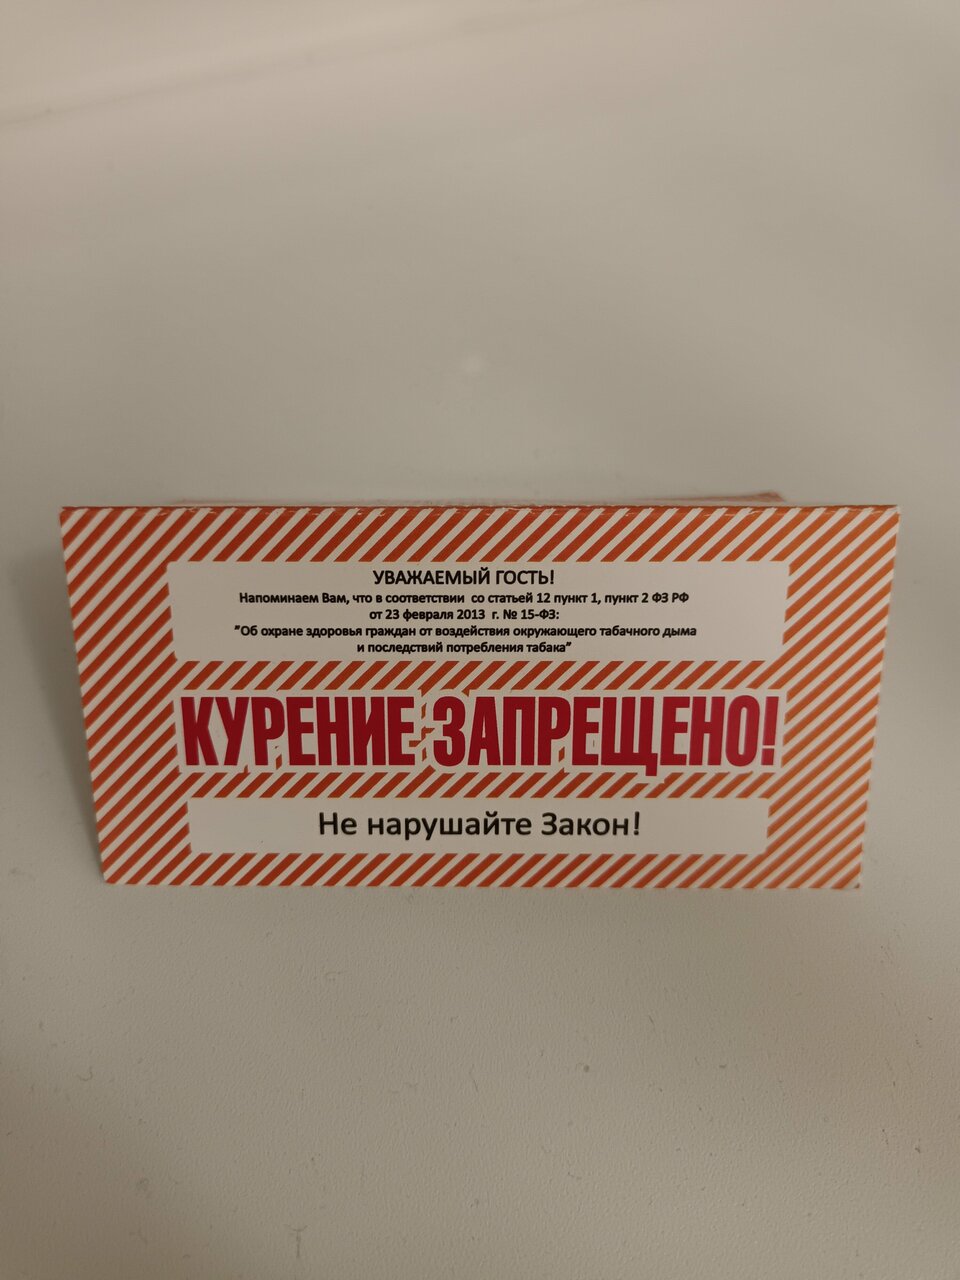 УВАЖАЕМЫЙ ГОСТЬ!
Напоминаем Вам, что в соответствии со статьей 12 пункт 1, пункт 2 ФЗ РФ
от 23 февраля 2013 г. № 15-ФЗ:
"Об охране здоровья граждан от воздействия окружающего табачного дыма
и последствий потребления табака"
КУРЕНИЕ ЗАПРЕЩЕНО!
Не нарушайте Закон!